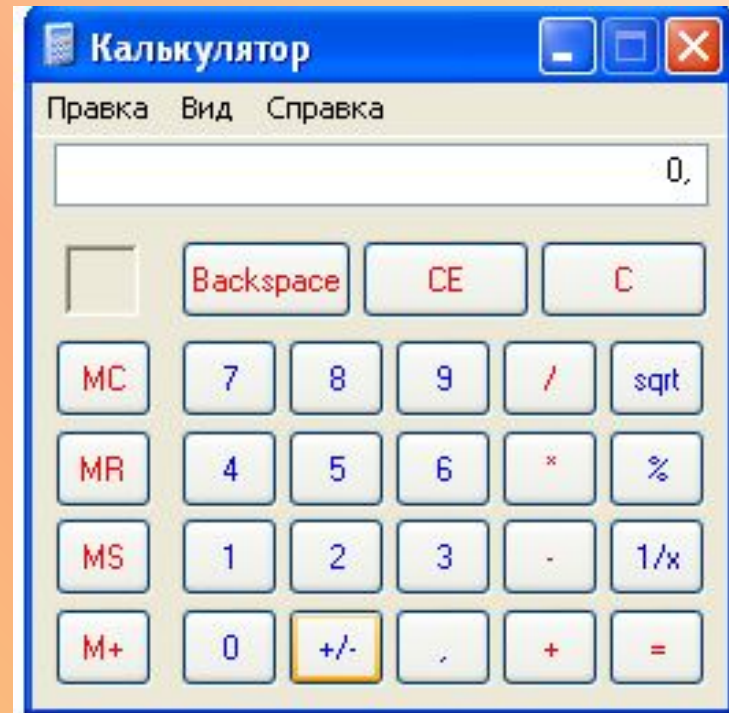 Калькулятор
Правка Вид Справка
0,
Backspace CE C
MC 7 8 9 / sqrt
MR 4 5 6 * %
MS 1 2 3 - 1/x
M+ 0 +/- , + =